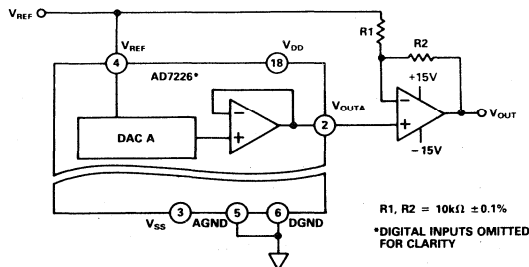 VREF
R1
R2
VREF
4
VDD
18
AD7226*
+15V
VOUTA
2
VOUT
DAC A
-15V
VSS
3
AGND
5
6
DGND
R1, R2 = 10kΩ ±0.1%
*DIGITAL INPUTS OMITTED
FOR CLARITY